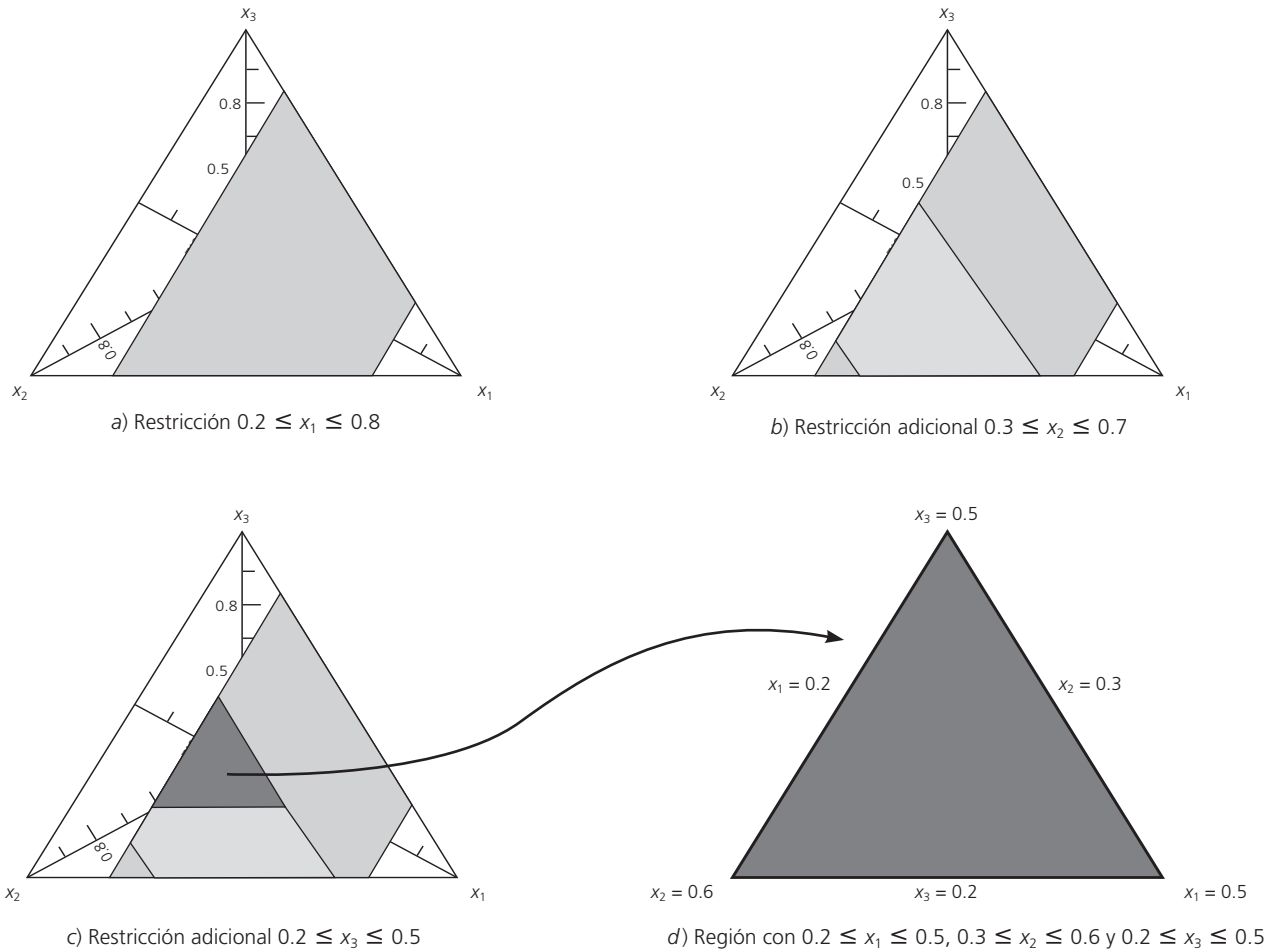 x₃
0.8
0.5
0.8
x₂
x₁
a) Restricción 0.2 ≤ x₁ ≤ 0.8
x₃
0.8
0.5
0.8
x₂
x₁
b) Restricción adicional 0.3 ≤ x₂ ≤ 0.7
x₃
0.8
0.5
0.8
x₂
x₁
c) Restricción adicional 0.2 ≤ x₃ ≤ 0.5
x₃ = 0.5
x₁ = 0.2
x₂ = 0.3
x₂ = 0.6
x₃ = 0.2
x₁ = 0.5
d) Región con 0.2 ≤ x₁ ≤ 0.5, 0.3 ≤ x₂ ≤ 0.6 y 0.2 ≤ x₃ ≤ 0.5